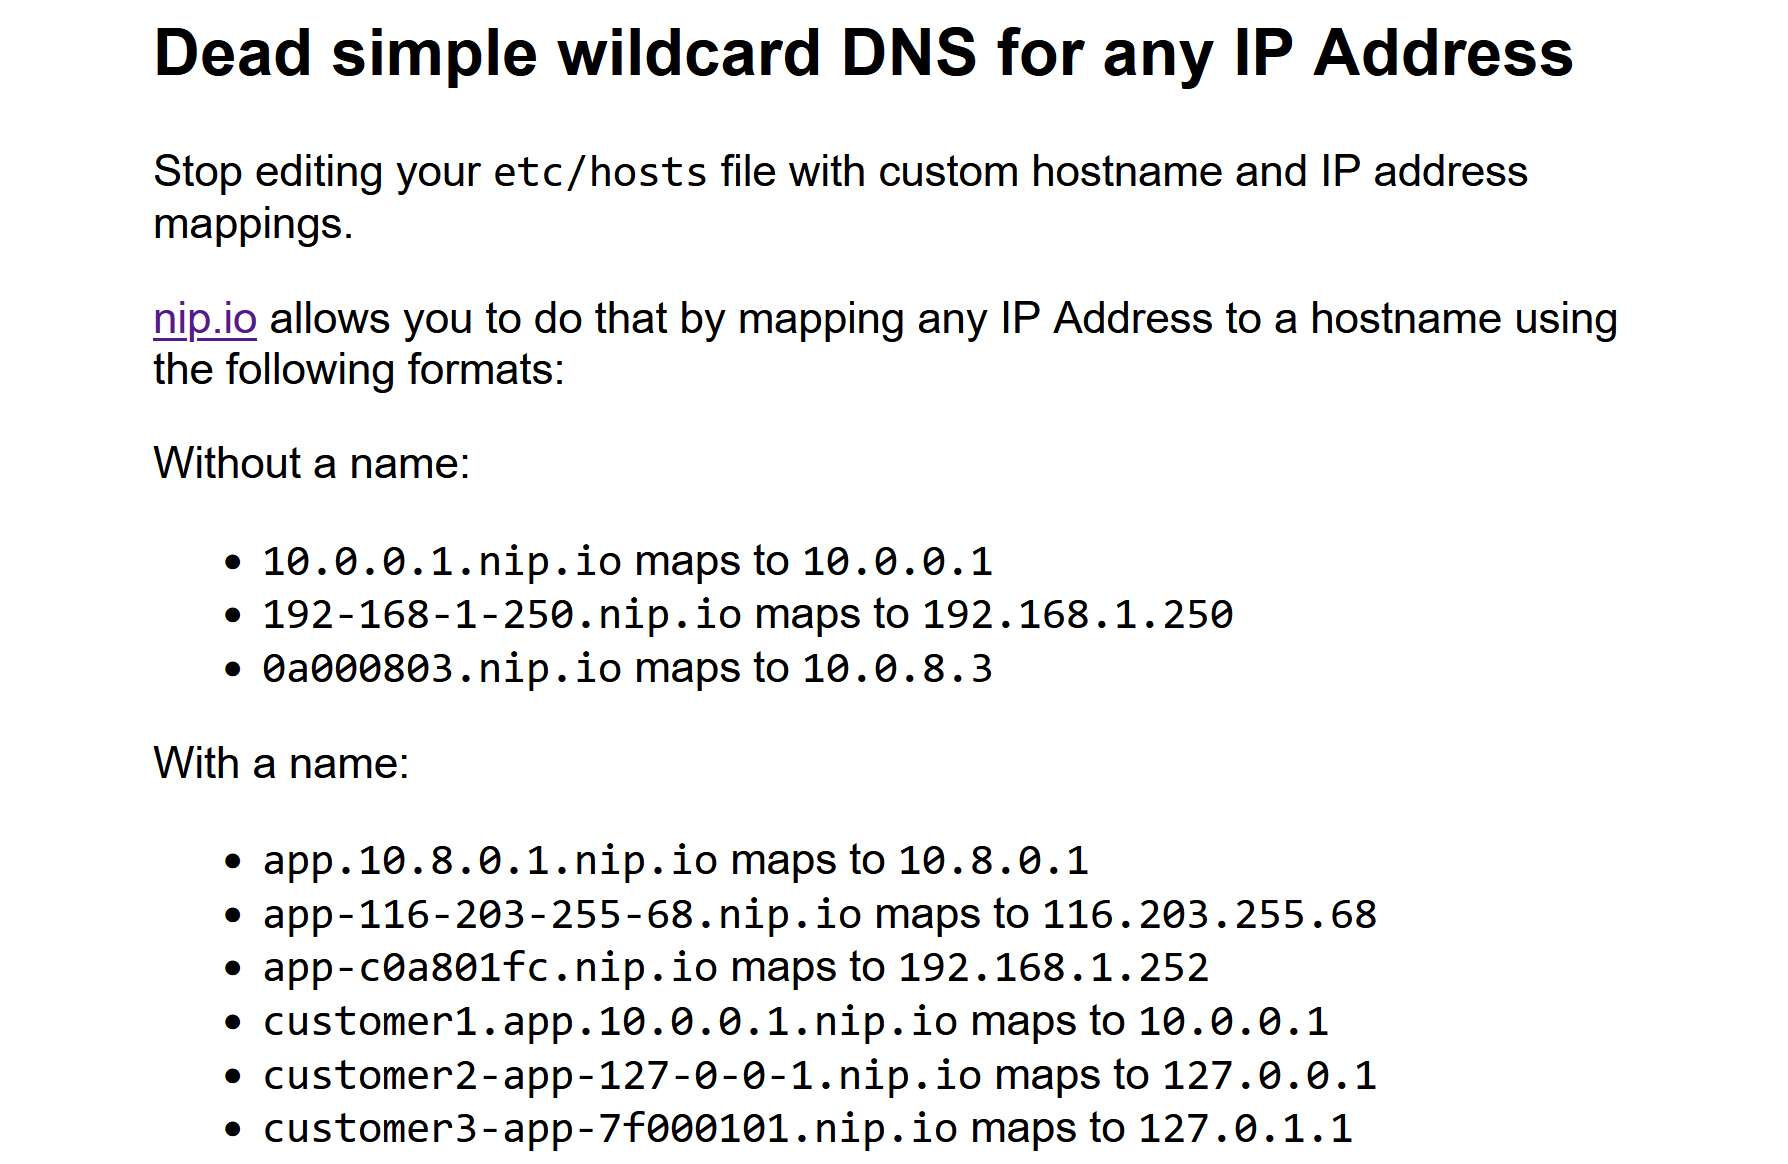 Dead simple wildcard DNS for any IP Address
Stop editing your etc/hosts file with custom hostname and IP address
mappings.
nip.io allows you to do that by mapping any IP Address to a hostname using
the following formats:
Without a name:
• 10.0.0.1.nip.io maps to 10.0.0.1
• 192-168-1-250.nip.io maps to 192.168.1.250
• 0a000803.nip.io maps to 10.0.8.3
With a name:
• app.10.8.0.1.nip.io maps to 10.8.0.1
• app-116-203-255-68.nip.io maps to 116.203.255.68
• app-c0a801fc.nip.io maps to 192.168.1.252
• customer1.app.10.0.0.1.nip.io maps to 10.0.0.1
• customer2-app-127-0-0-1.nip.io maps to 127.0.0.1
• customer3-app-7f000101.nip.io maps to 127.0.1.1